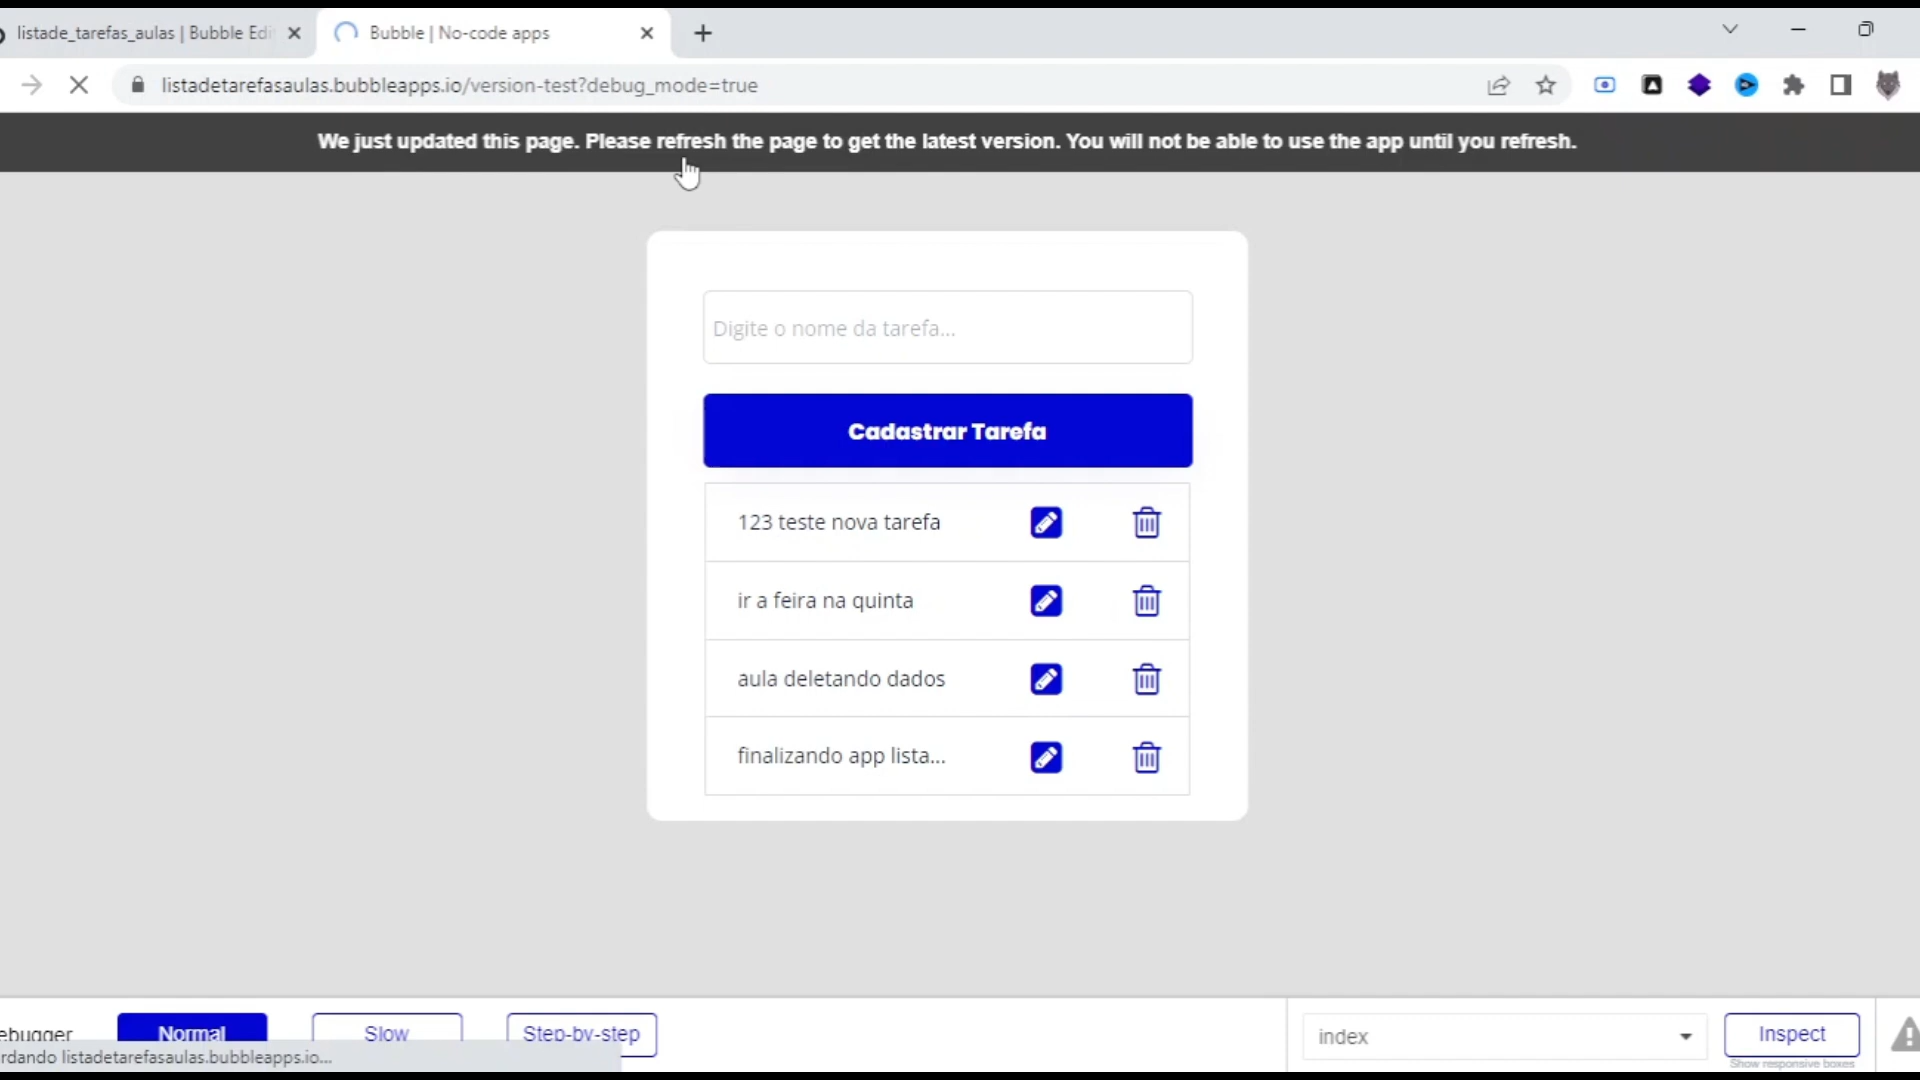 listade_tarefas_aulas | Bubble Edi
Bubble | No-code apps
listadetarefasaulas.bubbleapps.io/version-test?debug_mode=true
We just updated this page. Please refresh the page to get the latest version. You will not be able to use the app until you refresh.
Digite o nome da tarefa...
Cadastrar Tarefa
123 teste nova tarefa
ir a feira na quinta
aula deletando dados
finalizando app lista...
ebugger
Normal
Slow
Step-by-step
index
Inspect
Show responsive boxes
rdando listadetarefasaulas.bubbleapps.io...